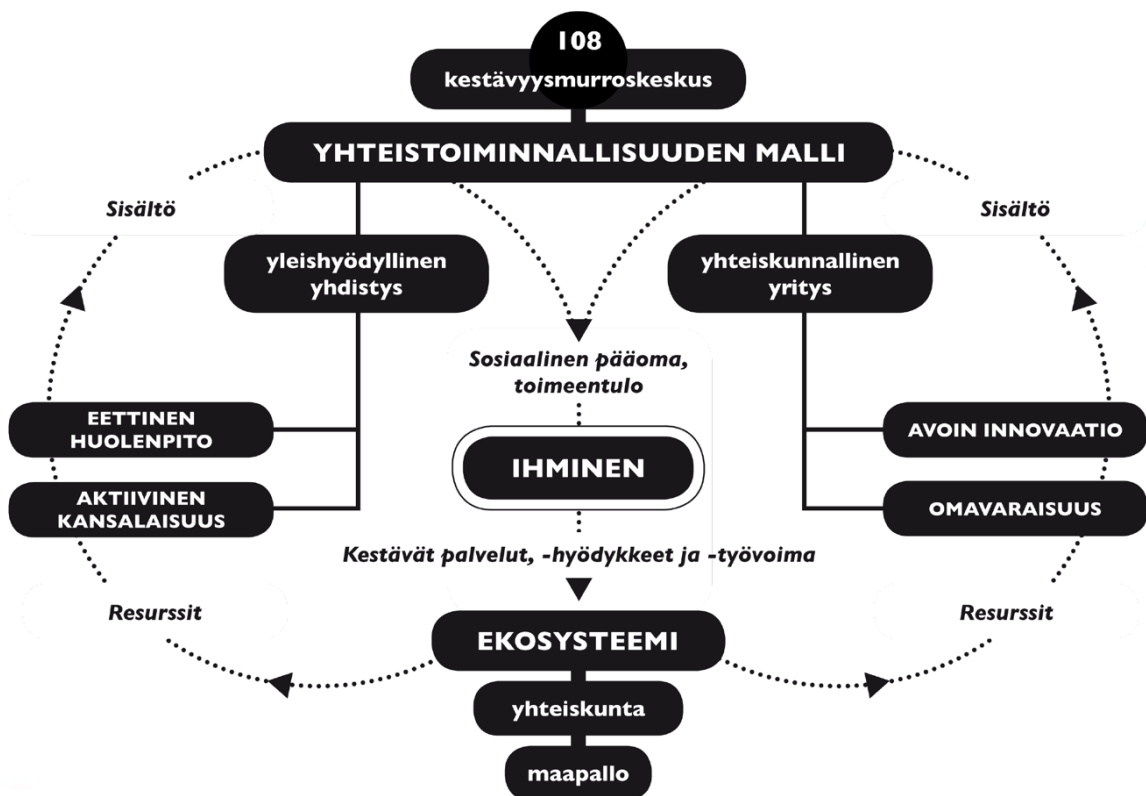 108
kestävyysmurroskeskus
YHTEISTOIMINNALLISUUDEN MALLI
Sisältö
Sisältö
yleishyödyllinen
yhdistys
yhteiskunnallinen
yritys
Sosiaalinen pääoma,
toimeentulo
EETTINEN
HUOLENPITO
AVOIN INNOVAATIO
IHMINEN
AKTIIVINEN
KANSALAISUUS
OMAVARAISUUS
Kestävät palvelut, -hyödykkeet ja -työvoima
Resurssit
Resurssit
EKOSYSTEEMI
yhteiskunta
maapallo